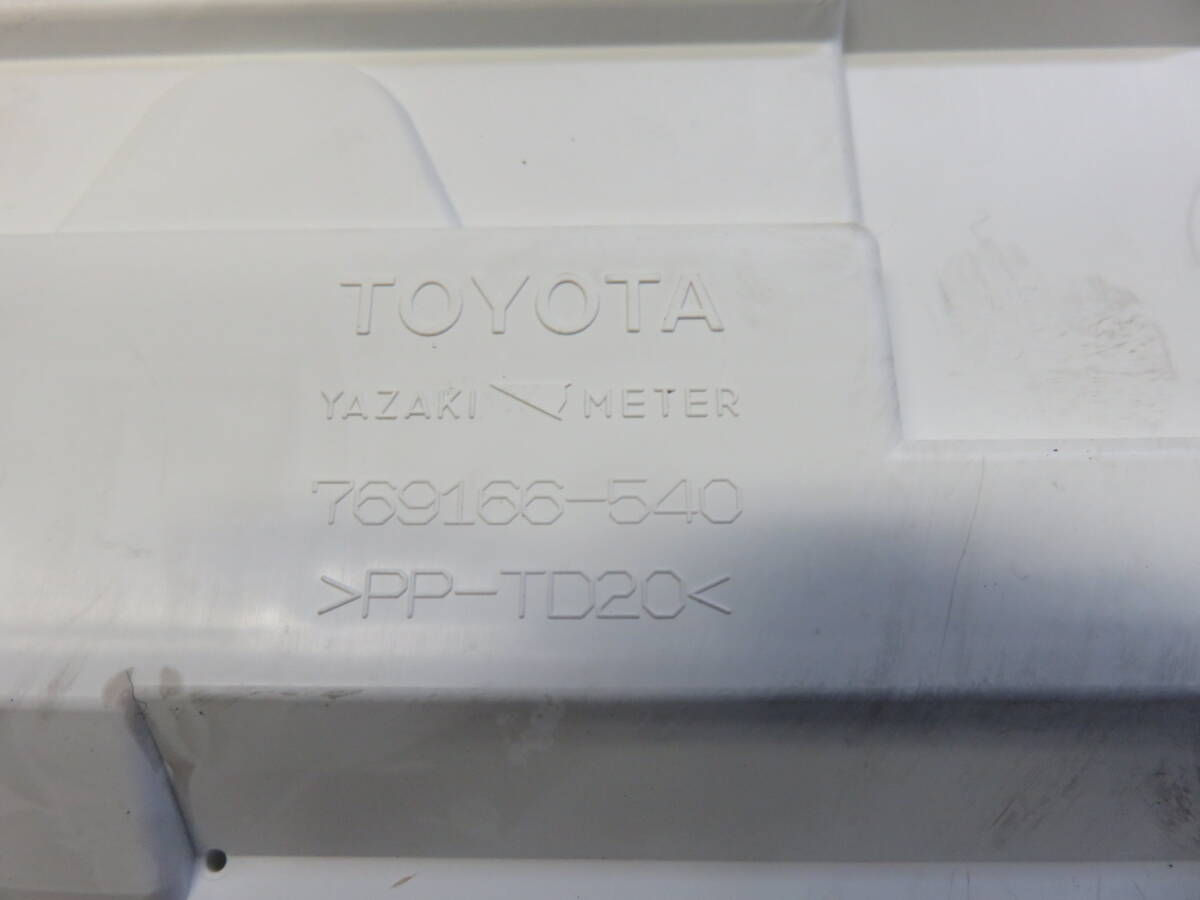 TOYOTA
YAZAKI METER
769166-540
>PP-TD20<